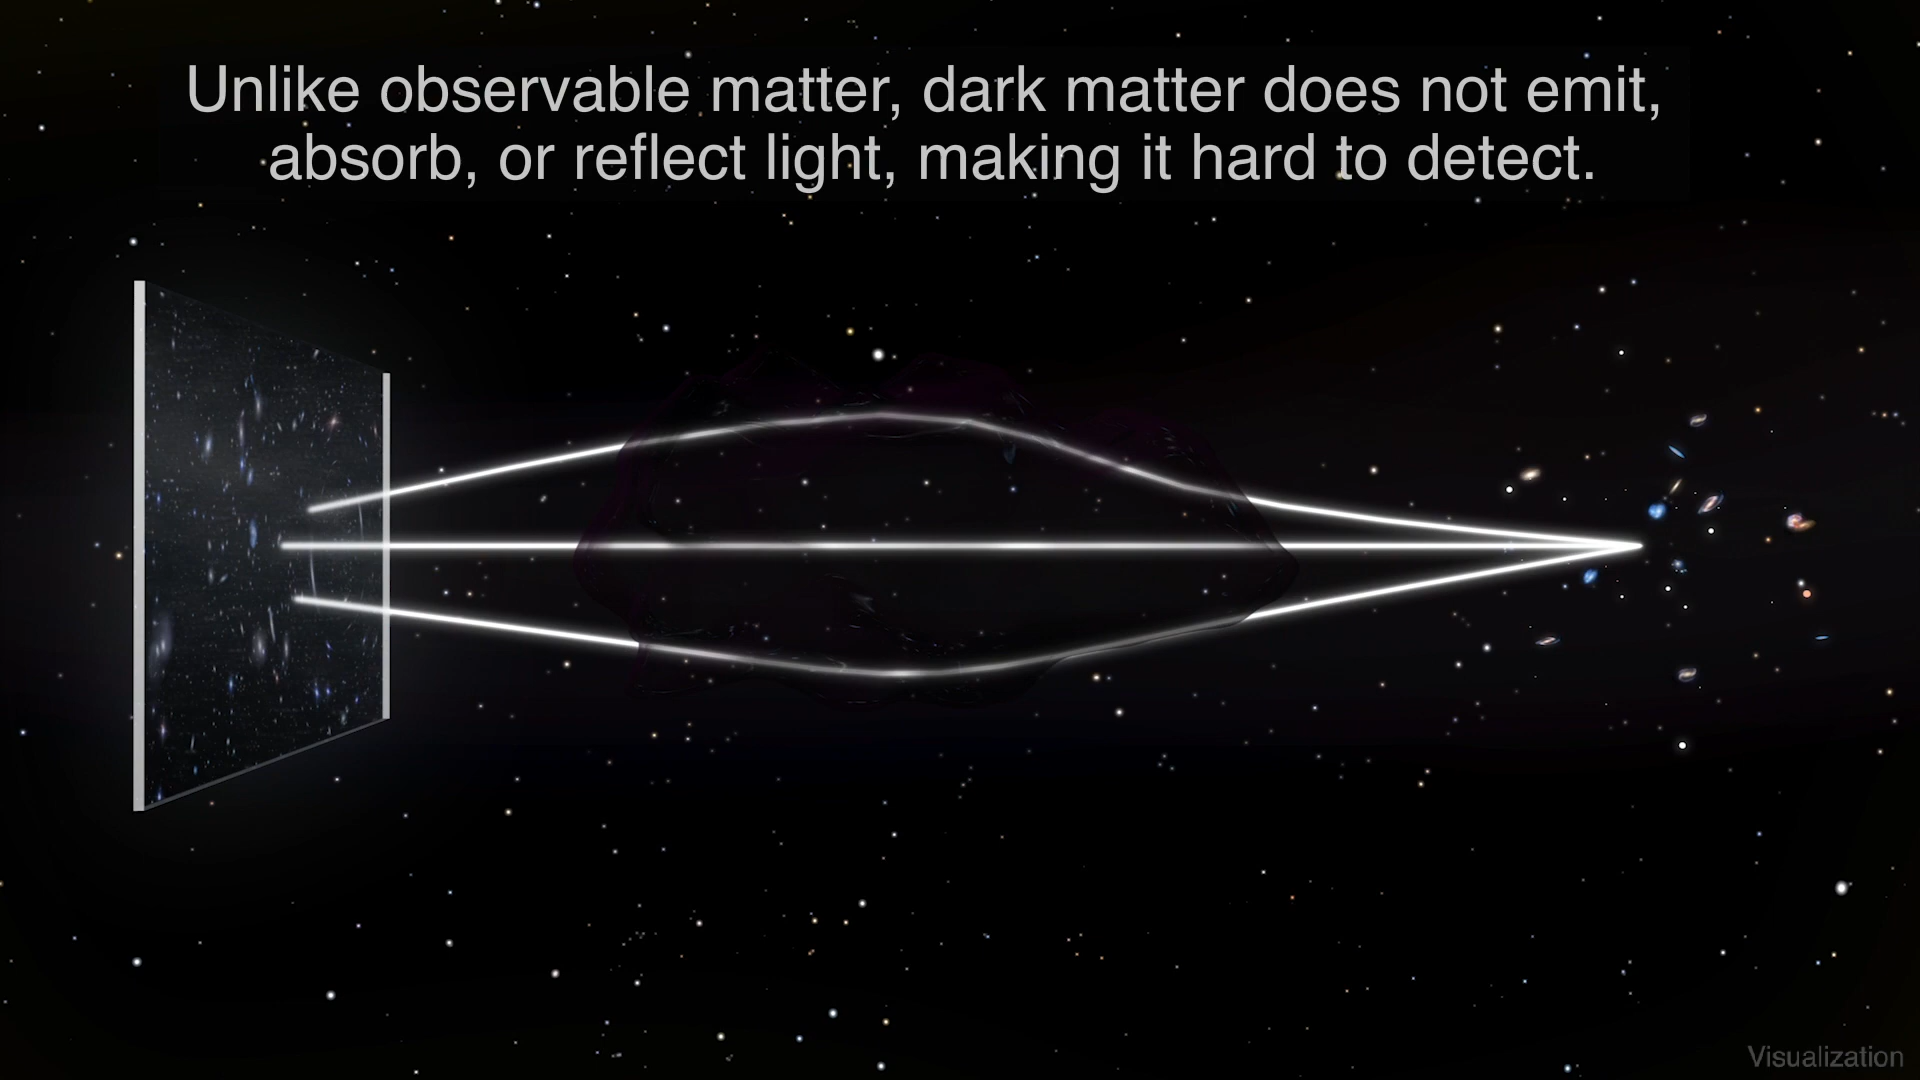 Unlike observable matter, dark matter does not emit,
absorb, or reflect light, making it hard to detect.
Visualization